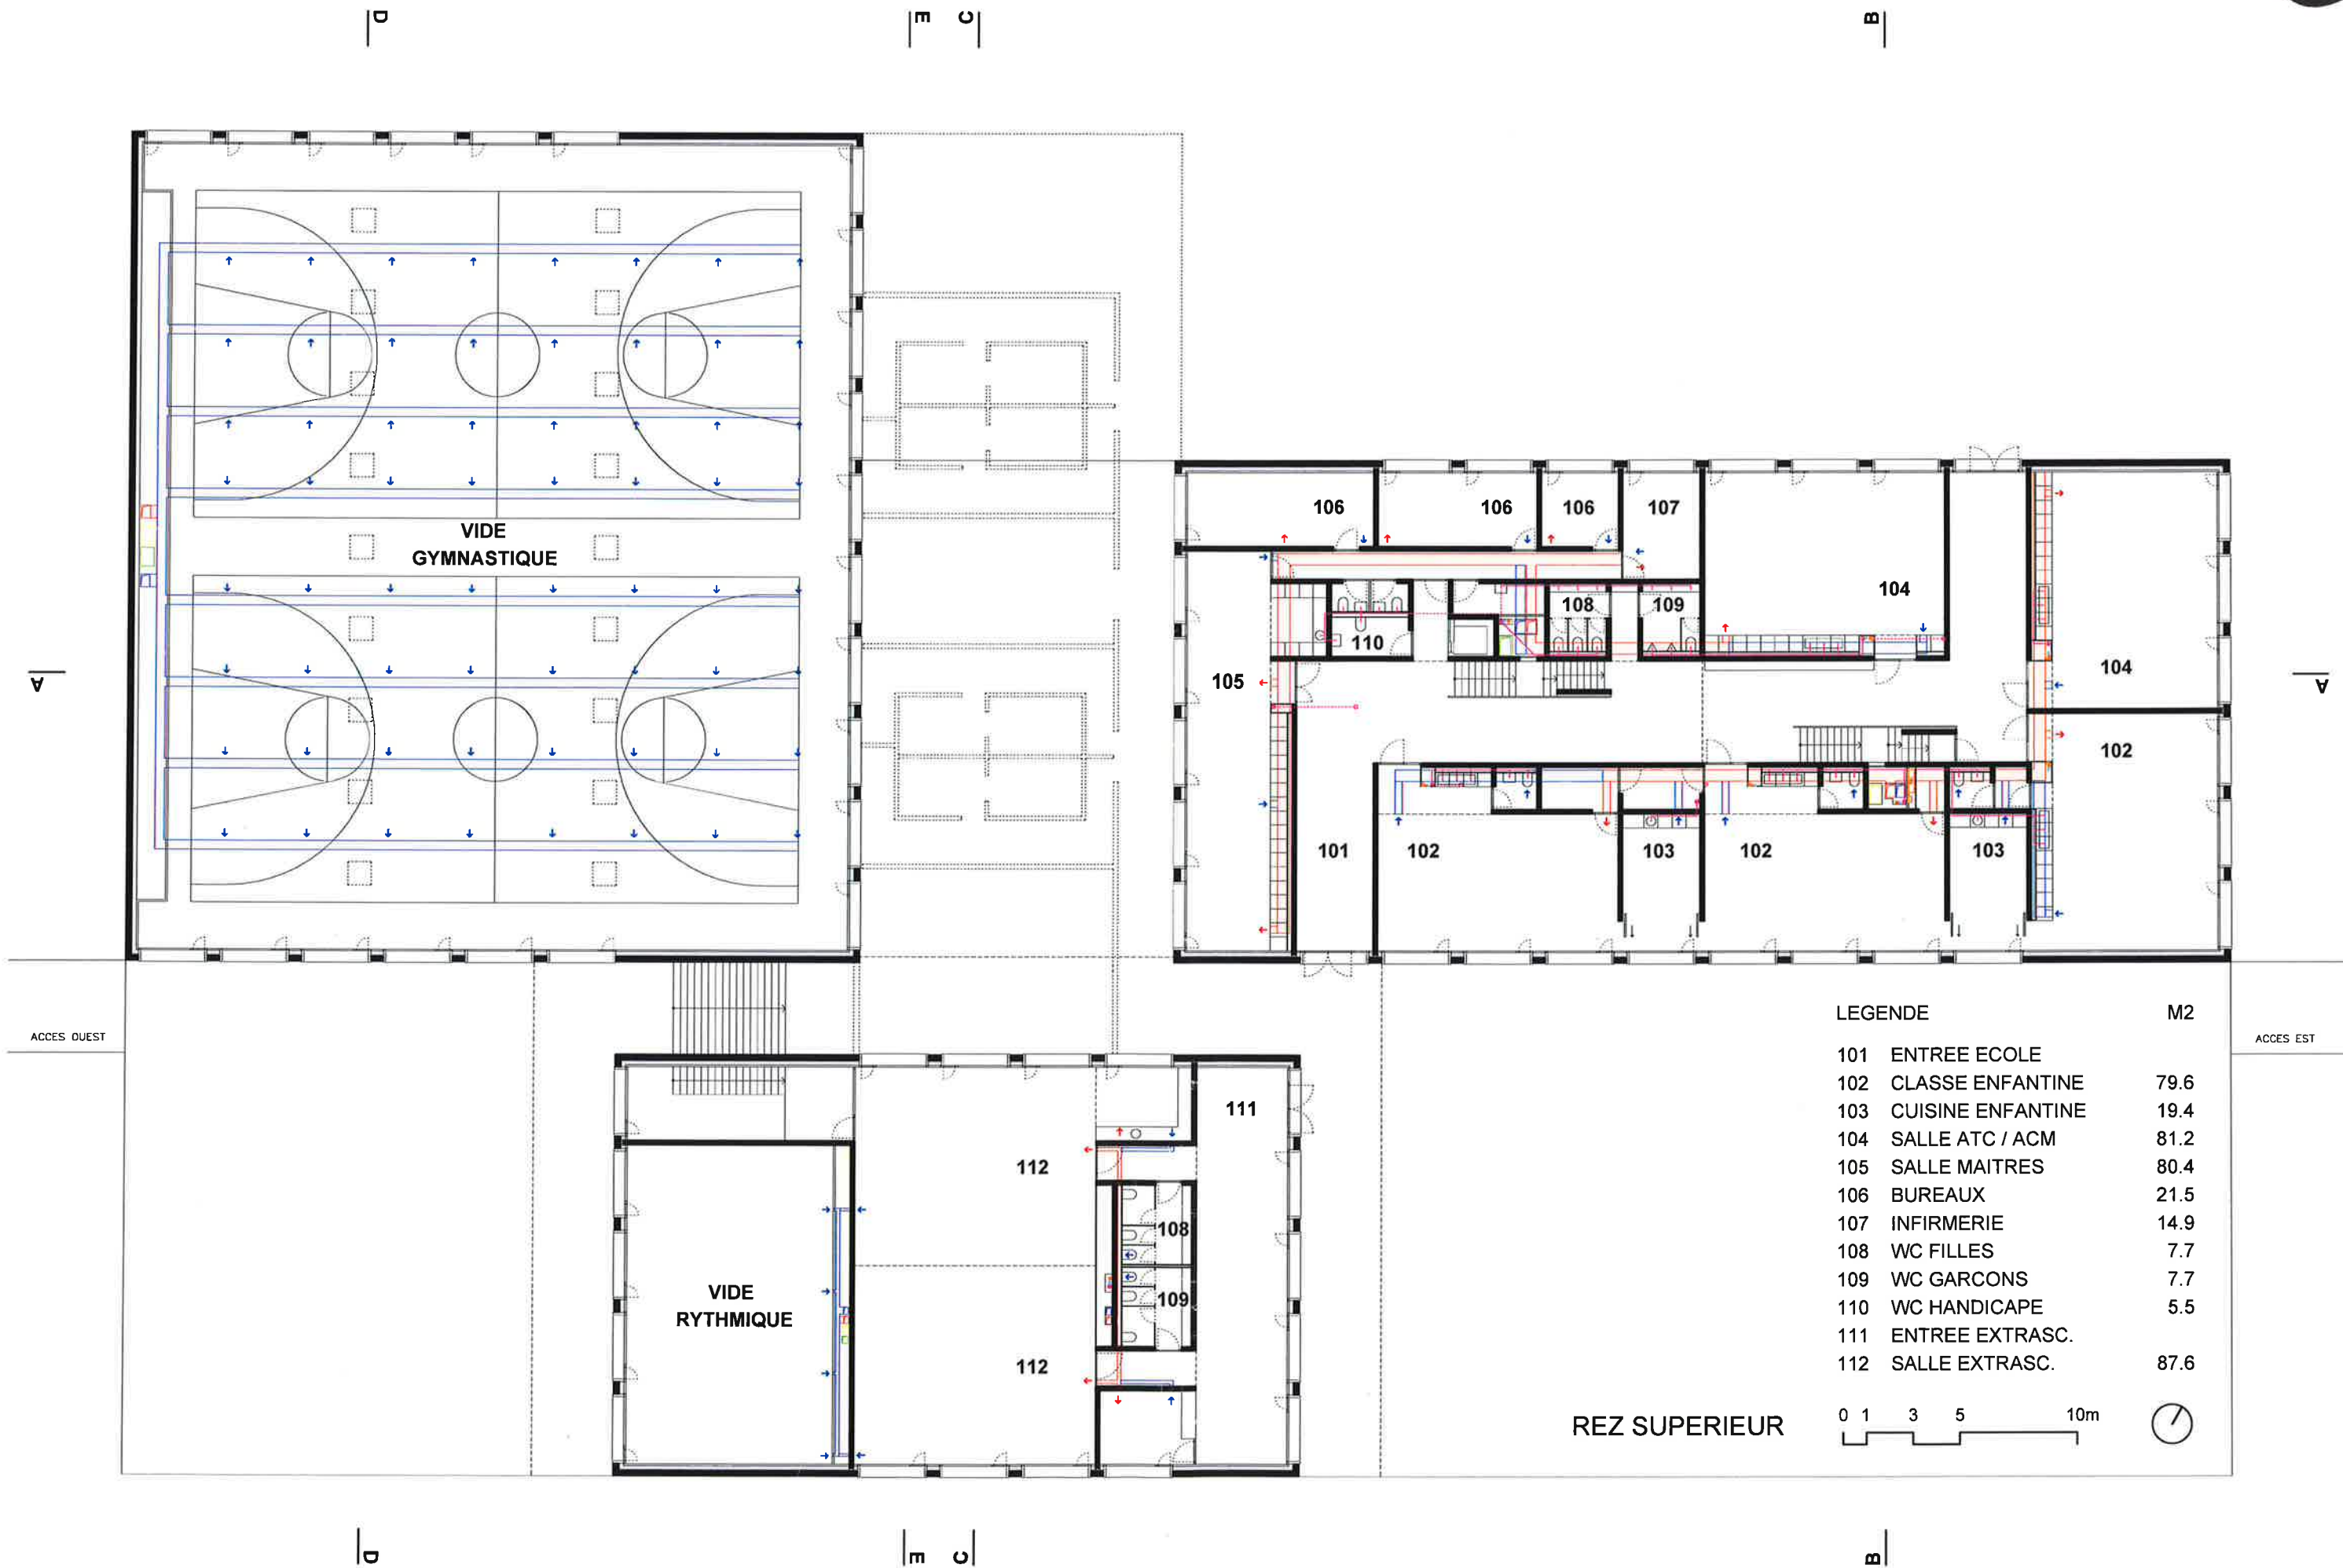 D
E C
B
VIDE
GYMNASTIQUE
106 106 106 107
104
108 109
110
105
104
A
A
102
101 102 103 102 103
LEGENDE M2
101 ENTREE ECOLE
102 CLASSE ENFANTINE 79.6
103 CUISINE ENFANTINE 19.4
104 SALLE ATC / ACM 81.2
105 SALLE MAITRES 80.4
106 BUREAUX 21.5
107 INFIRMERIE 14.9
108 WC FILLES 7.7
109 WC GARCONS 7.7
110 WC HANDICAPE 5.5
111 ENTREE EXTRASC.
112 SALLE EXTRASC. 87.6
ACCES OUEST
ACCES EST
111
112
108
109
VIDE
RYTHMIQUE
112
REZ SUPERIEUR
0 1 3 5 10m
D
E C
B